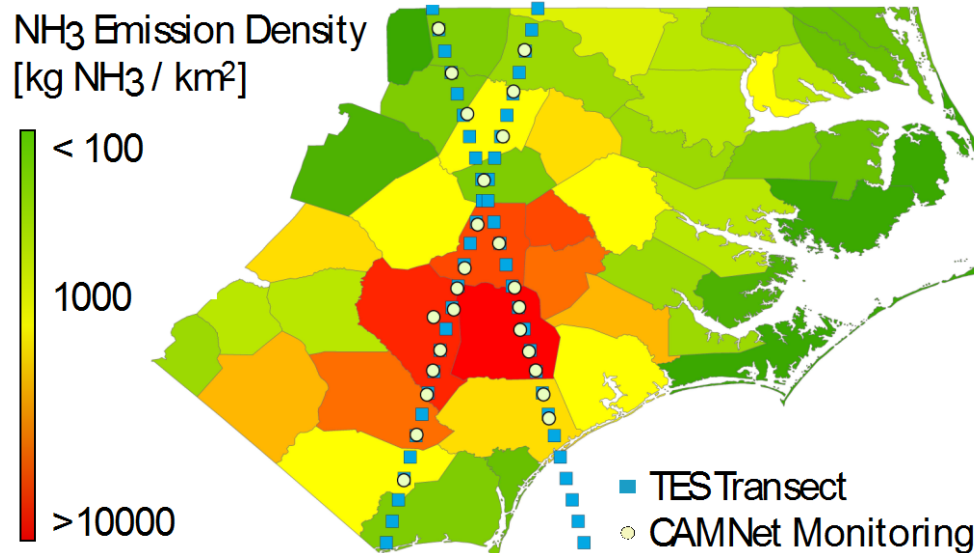 NH3 Emission Density
[kg NH3 / km²]
< 100
1000
>10000
TES Transect
CAMNet Monitoring